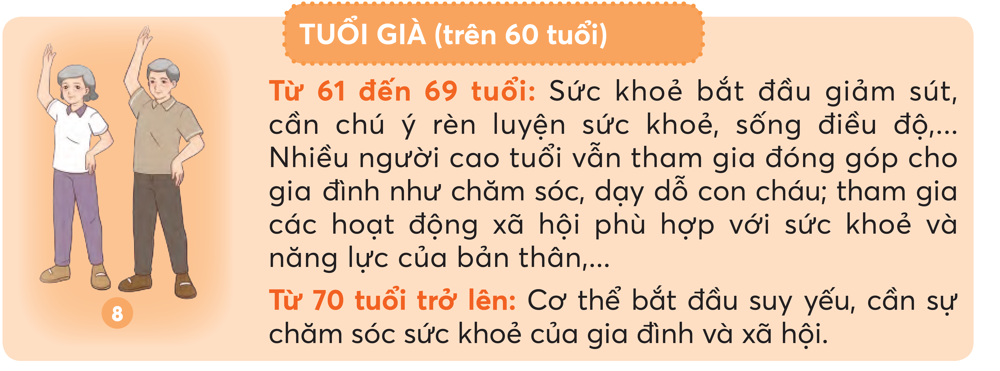 TUỔI GIÀ (trên 60 tuổi)
Từ 61 đến 69 tuổi: Sức khoẻ bắt đầu giảm sút,
cần chú ý rèn luyện sức khoẻ, sống điều độ,...
Nhiều người cao tuổi vẫn tham gia đóng góp cho
gia đình như chăm sóc, dạy dỗ con cháu; tham gia
các hoạt động xã hội phù hợp với sức khoẻ và
năng lực của bản thân,...
Từ 70 tuổi trở lên: Cơ thể bắt đầu suy yếu, cần sự
chăm sóc sức khoẻ của gia đình và xã hội.
8